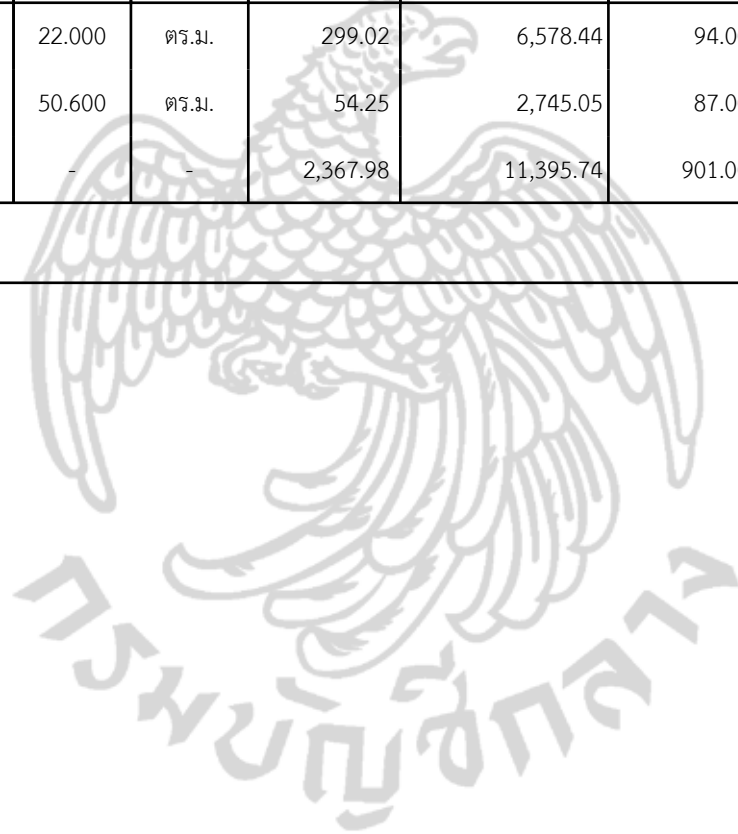 22.000 ตร.ม. 299.02 6,578.44 94.0
50.600 ตร.ม. 54.25 2,745.05 87.0
- - 2,367.98 11,395.74 901.0
กรมบัญชีกลาง